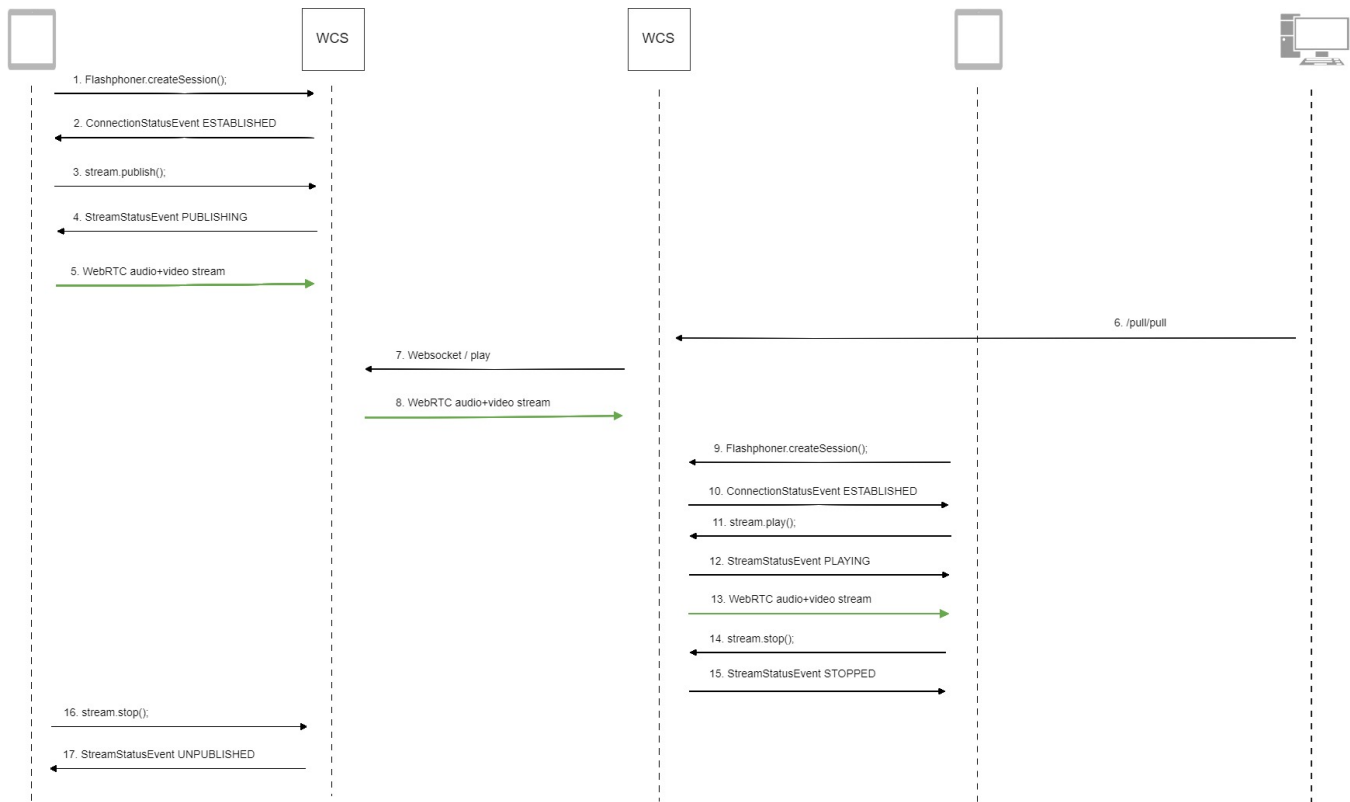 WCS
WCS
1. Flashphoner.createSession();
2. ConnectionStatusEvent ESTABLISHED
3. stream.publish();
4. StreamStatusEvent PUBLISHING
5. WebRTC audio+video stream
6. /pull/pull
7. Websocket / play
8. WebRTC audio+video stream
9. Flashphoner.createSession();
10. ConnectionStatusEvent ESTABLISHED
11. stream.play();
12. StreamStatusEvent PLAYING
13. WebRTC audio+video stream
14. stream.stop();
15. StreamStatusEvent STOPPED
16. stream.stop();
17. StreamStatusEvent UNPUBLISHED